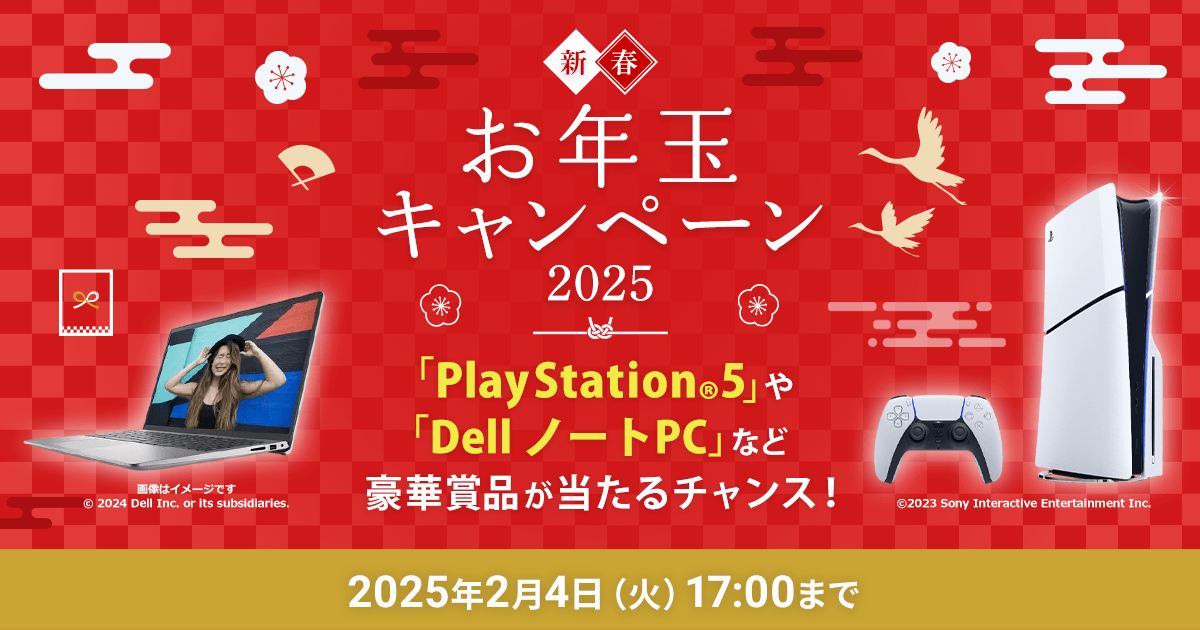 新春
お年玉
キャンペーン
2025
「PlayStation®5」や
「Dell ノートPC」など
豪華賞品が当たるチャンス！
画像はイメージです
© 2024 Dell Inc. or its subsidiaries.
©2023 Sony Interactive Entertainment Inc.
2025年2月4日（火）17:00まで